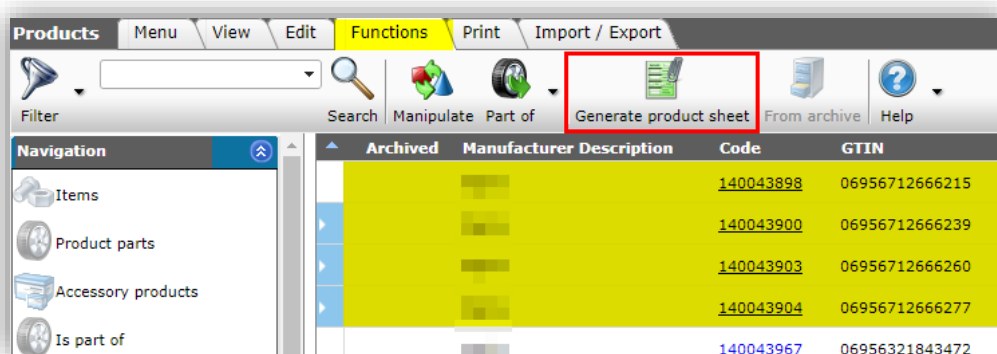 Products Menu View Edit Functions Print Import / Export
Filter Search Manipulate Part of Generate product sheet From archive Help
Navigation
Items
Product parts
Accessory products
Is part of
Archived Manufacturer Description Code GTIN
140043898 06956712666215
140043900 06956712666239
140043903 06956712666260
140043904 06956712666277
140043967 06956321843472